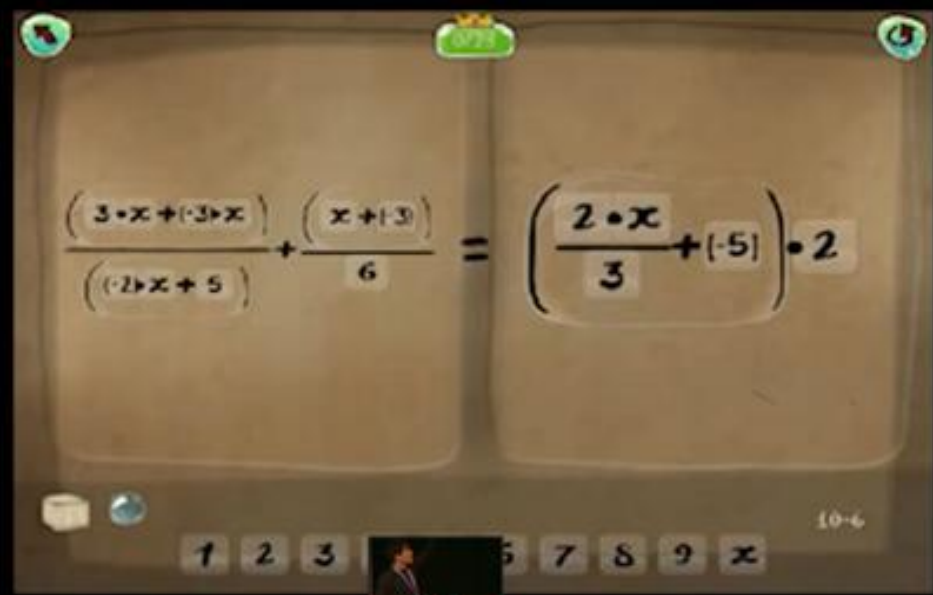 (3•x+(-3)•x) / ((-2)•x+5) + (x+(-3)) / 6 = (2•x / 3 + (-5)) • 2
10-6
1 2 3 7 8 9 x